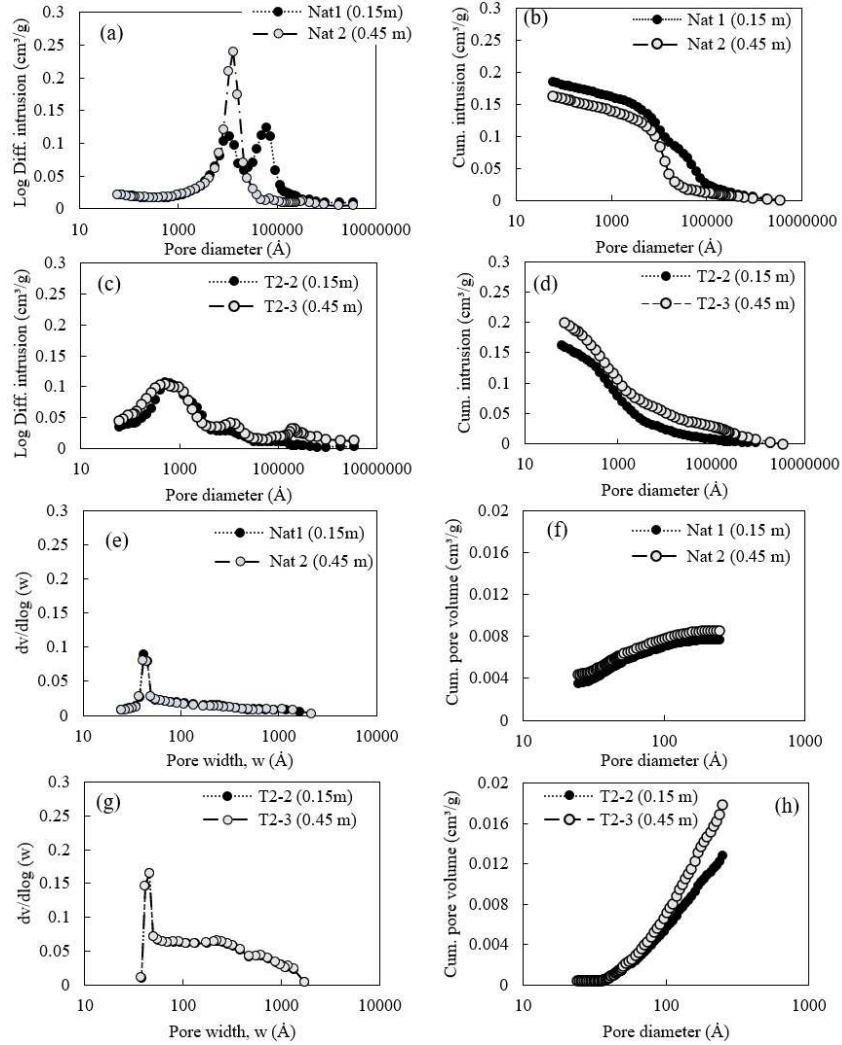 (a)
Nat1 (0.15m)
Nat 2 (0.45 m)
Log Diff. intrusion (cm³/g)
0.3
0.25
0.2
0.15
0.1
0.05
0
10 1000 100000 10000000
Pore diameter (Å)
(b)
Nat 1 (0.15 m)
Nat 2 (0.45 m)
Cum. intrusion (cm³/g)
0.3
0.25
0.2
0.15
0.1
0.05
0
10 1000 100000 10000000
Pore diameter (Å)
(c)
T2-2 (0.15 m)
T2-3 (0.45 m)
Log Diff. intrusion (cm³/g)
0.3
0.25
0.2
0.15
0.1
0.05
0
10 1000 100000 10000000
Pore diameter (Å)
(d)
T2-2 (0.15 m)
T2-3 (0.45 m)
Cum. intrusion (cm³/g)
0.3
0.25
0.2
0.15
0.1
0.05
0
10 1000 100000 10000000
Pore diameter (Å)
(e)
Nat1 (0.15m)
Nat 2 (0.45 m)
dv/dlog (w)
0.3
0.25
0.2
0.15
0.1
0.05
0
10 100 1000 10000
Pore width, w (Å)
(f)
Nat 1 (0.15 m)
Nat 2 (0.45 m)
Cum. pore volume (cm³/g)
0.02
0.016
0.012
0.008
0.004
0
10 100 1000
Pore diameter (Å)
(g)
T2-2 (0.15m)
T2-3 (0.45 m)
dv/dlog (w)
0.3
0.25
0.2
0.15
0.1
0.05
0
10 100 1000 10000
Pore width, w (Å)
(h)
T2-2 (0.15 m)
T2-3 (0.45 m)
Cum. pore volume (cm³/g)
0.02
0.016
0.012
0.008
0.004
0
10 100 1000
Pore diameter (Å)